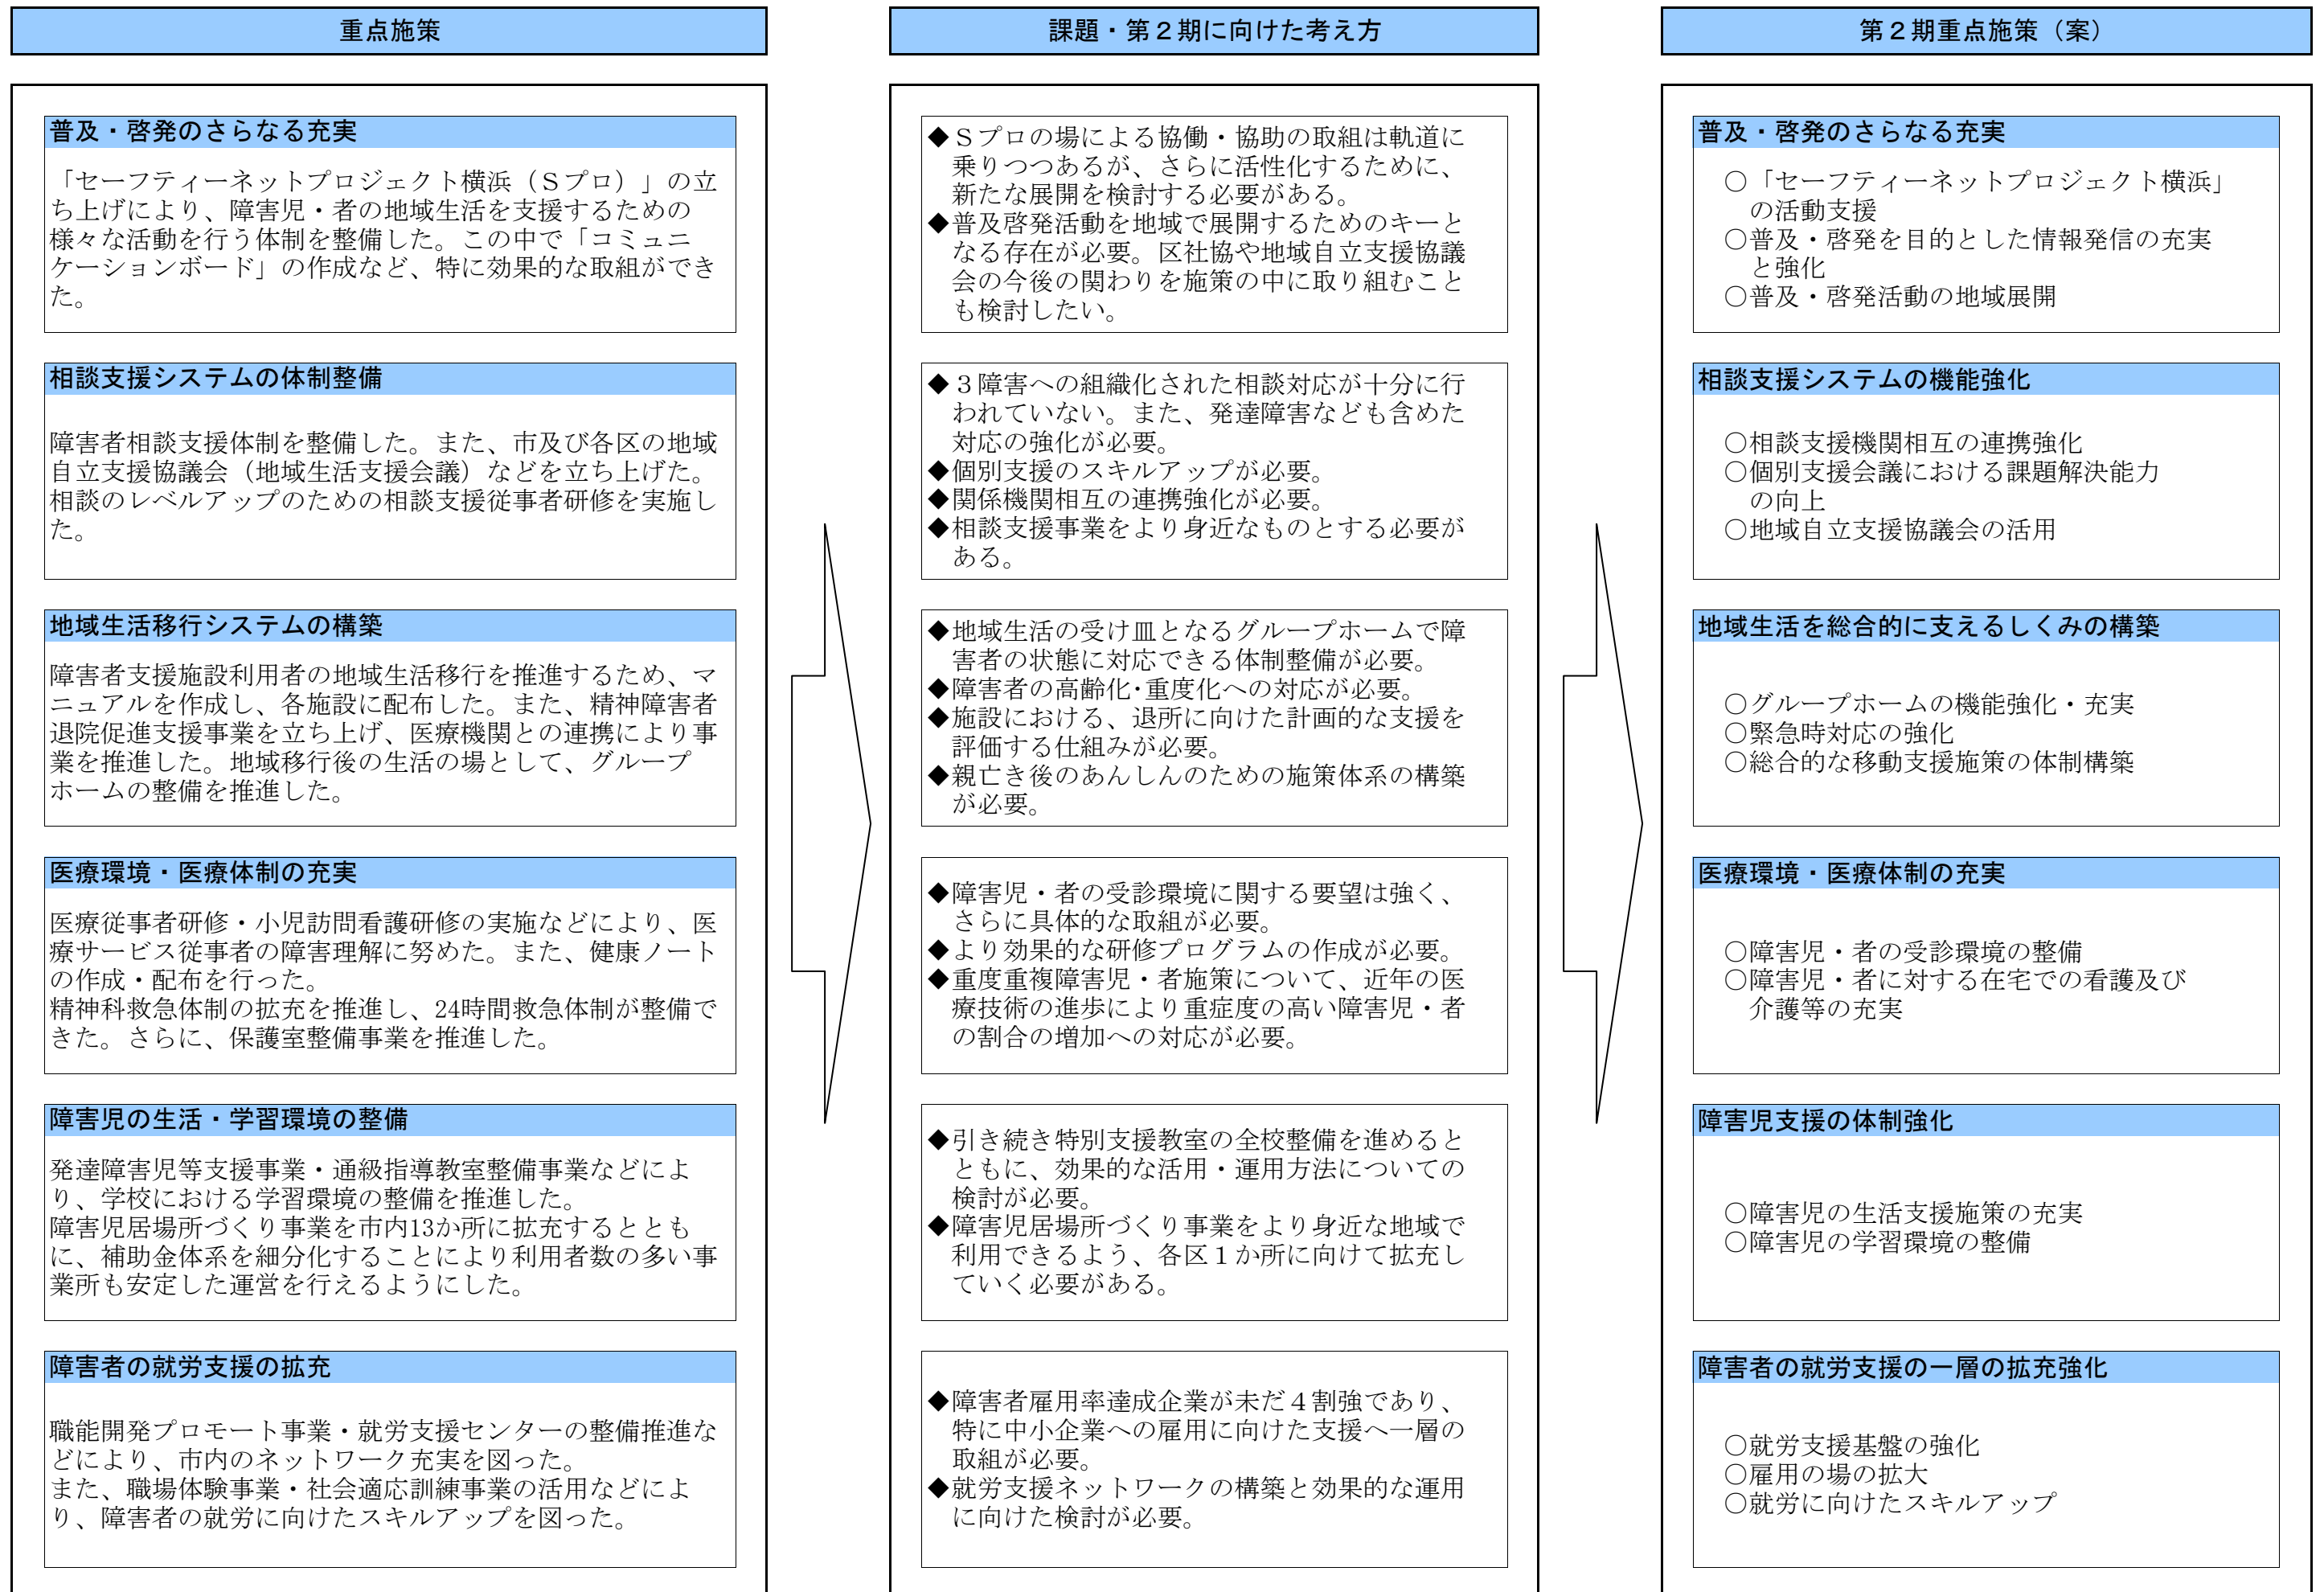 重点施策
課題・第２期に向けた考え方
第２期重点施策（案）
普及・啓発のさらなる充実
「セーフティーネットプロジェクト横浜（Ｓプロ）」の立
ち上げにより、障害児・者の地域生活を支援するための
様々な活動を行う体制を整備した。この中で「コミュニ
ケーションボード」の作成など、特に効果的な取組ができ
た。
◆Ｓプロの場による協働・協助の取組は軌道に
乗りつつあるが、さらに活性化するために、
新たな展開を検討する必要がある。
◆普及啓発活動を地域で展開するためのキーと
なる存在が必要。区社協や地域自立支援協議
会の今後の関わりを施策の中に取り組むこと
も検討したい。
普及・啓発のさらなる充実
○「セーフティーネットプロジェクト横浜」
の活動支援
○普及・啓発を目的とした情報発信の充実
と強化
○普及・啓発活動の地域展開
相談支援システムの体制整備
障害者相談支援体制を整備した。また、市及び各区の地域
自立支援協議会（地域生活支援会議）などを立ち上げた。
相談のレベルアップのための相談支援従事者研修を実施し
た。
◆３障害への組織化された相談対応が十分に行
われていない。また、発達障害なども含めた
対応の強化が必要。
◆個別支援のスキルアップが必要。
◆関係機関相互の連携強化が必要。
◆相談支援事業をより身近なものとする必要が
ある。
相談支援システムの機能強化
○相談支援機関相互の連携強化
○個別支援会議における課題解決能力
の向上
○地域自立支援協議会の活用
地域生活移行システムの構築
障害者支援施設利用者の地域生活移行を推進するため、マ
ニュアルを作成し、各施設に配布した。また、精神障害者
退院促進支援事業を立ち上げ、医療機関との連携により事
業を推進した。地域移行後の生活の場として、グループ
ホームの整備を推進した。
◆地域生活の受け皿となるグループホームで障
害者の状態に対応できる体制整備が必要。
◆障害者の高齢化･重度化への対応が必要。
◆施設における、退所に向けた計画的な支援を
評価する仕組みが必要。
◆親亡き後のあんしんのための施策体系の構築
が必要。
地域生活を総合的に支えるしくみの構築
○グループホームの機能強化・充実
○緊急時対応の強化
○総合的な移動支援施策の体制構築
医療環境・医療体制の充実
医療従事者研修・小児訪問看護研修の実施などにより、医
療サービス従事者の障害理解に努めた。また、健康ノート
の作成・配布を行った。
精神科救急体制の拡充を推進し、24時間救急体制が整備で
きた。さらに、保護室整備事業を推進した。
◆障害児・者の受診環境に関する要望は強く、
さらに具体的な取組が必要。
◆より効果的な研修プログラムの作成が必要。
◆重度重複障害児・者施策について、近年の医
療技術の進歩により重症度の高い障害児・者
の割合の増加への対応が必要。
医療環境・医療体制の充実
○障害児・者の受診環境の整備
○障害児・者に対する在宅での看護及び
介護等の充実
障害児の生活・学習環境の整備
発達障害児等支援事業・通級指導教室整備事業などによ
り、学校における学習環境の整備を推進した。
障害児居場所づくり事業を市内13か所に拡充するととも
に、補助金体系を細分化することにより利用者数の多い事
業所も安定した運営を行えるようにした。
◆引き続き特別支援教室の全校整備を進めると
ともに、効果的な活用・運用方法についての
検討が必要。
◆障害児居場所づくり事業をより身近な地域で
利用できるよう、各区１か所に向けて拡充し
ていく必要がある。
障害児支援の体制強化
○障害児の生活支援施策の充実
○障害児の学習環境の整備
障害者の就労支援の拡充
職能開発プロモート事業・就労支援センターの整備推進な
どにより、市内のネットワーク充実を図った。
また、職場体験事業・社会適応訓練事業の活用などによ
り、障害者の就労に向けたスキルアップを図った。
◆障害者雇用率達成企業が未だ４割強であり、
特に中小企業への雇用に向けた支援へ一層の
取組が必要。
◆就労支援ネットワークの構築と効果的な運用
に向けた検討が必要。
障害者の就労支援の一層の拡充強化
○就労支援基盤の強化
○雇用の場の拡大
○就労に向けたスキルアップ